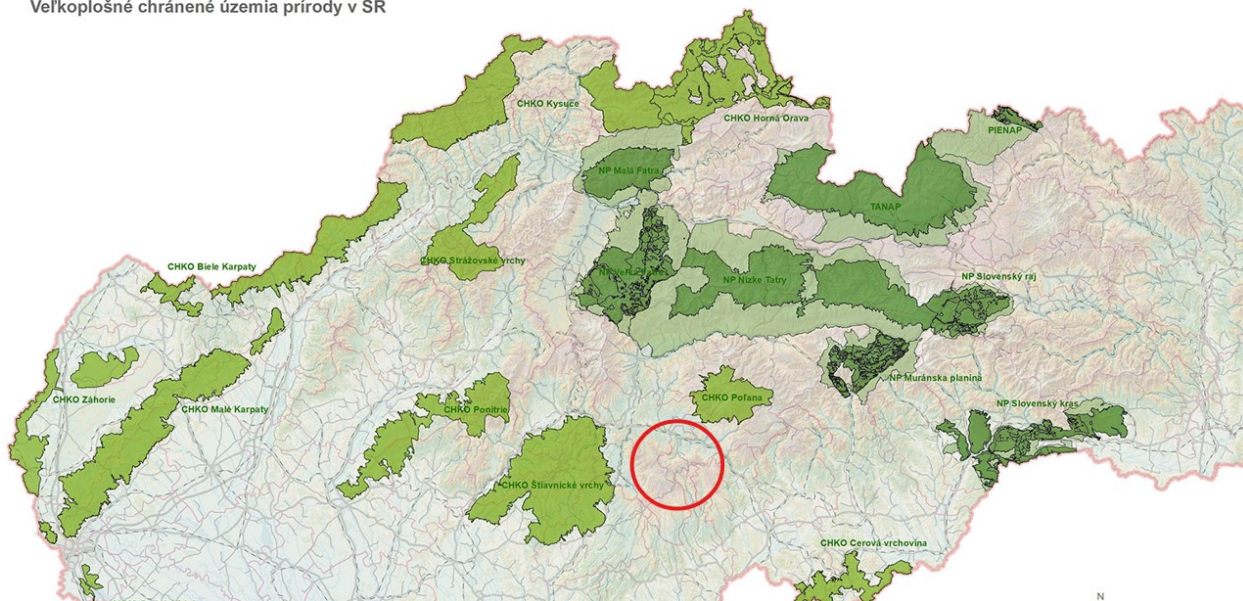 Veľkoplošné chránené územia prírody v SR
CHKO Kysuce
CHKO Horná Orava
PIENAP
NP Malá Fatra
TANAP
CHKO Biele Karpaty
CHKO Strážovské vrchy
NP Nízke Tatry
NP Slovenský raj
CHKO Záhorie
CHKO Malé Karpaty
CHKO Ponitrie
CHKO Poľana
NP Muránska planina
NP Slovenský kras
CHKO Štiavnické vrchy
CHKO Cerová vrchovina
N